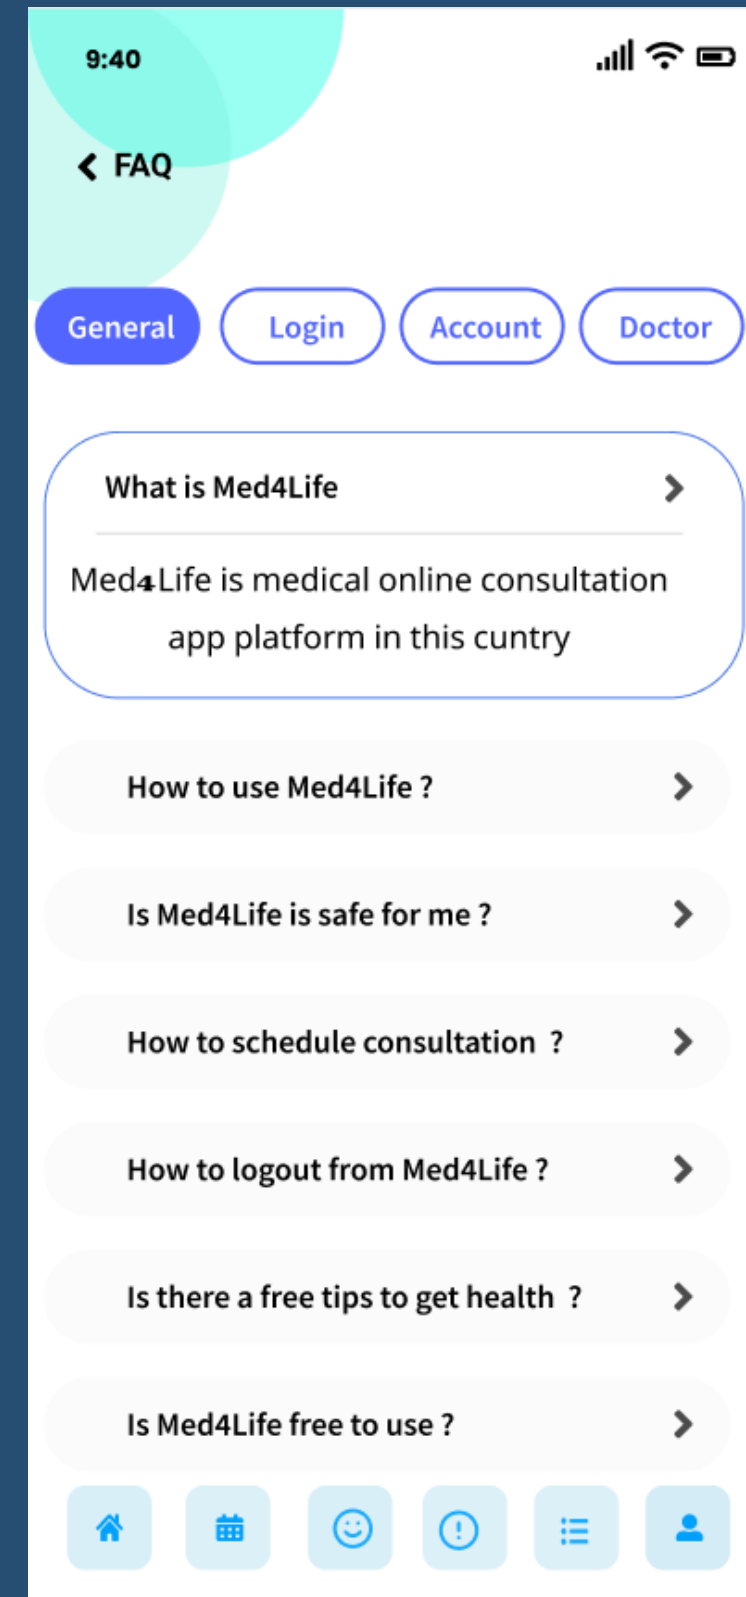 9:40
FAQ
General Login Account Doctor
What is Med4Life
Med4Life is medical online consultation
app platform in this cuntry
How to use Med4Life ?
Is Med4Life is safe for me ?
How to schedule consultation  ?
How to logout from Med4Life ?
Is there a free tips to get health  ?
Is Med4Life free to use ?